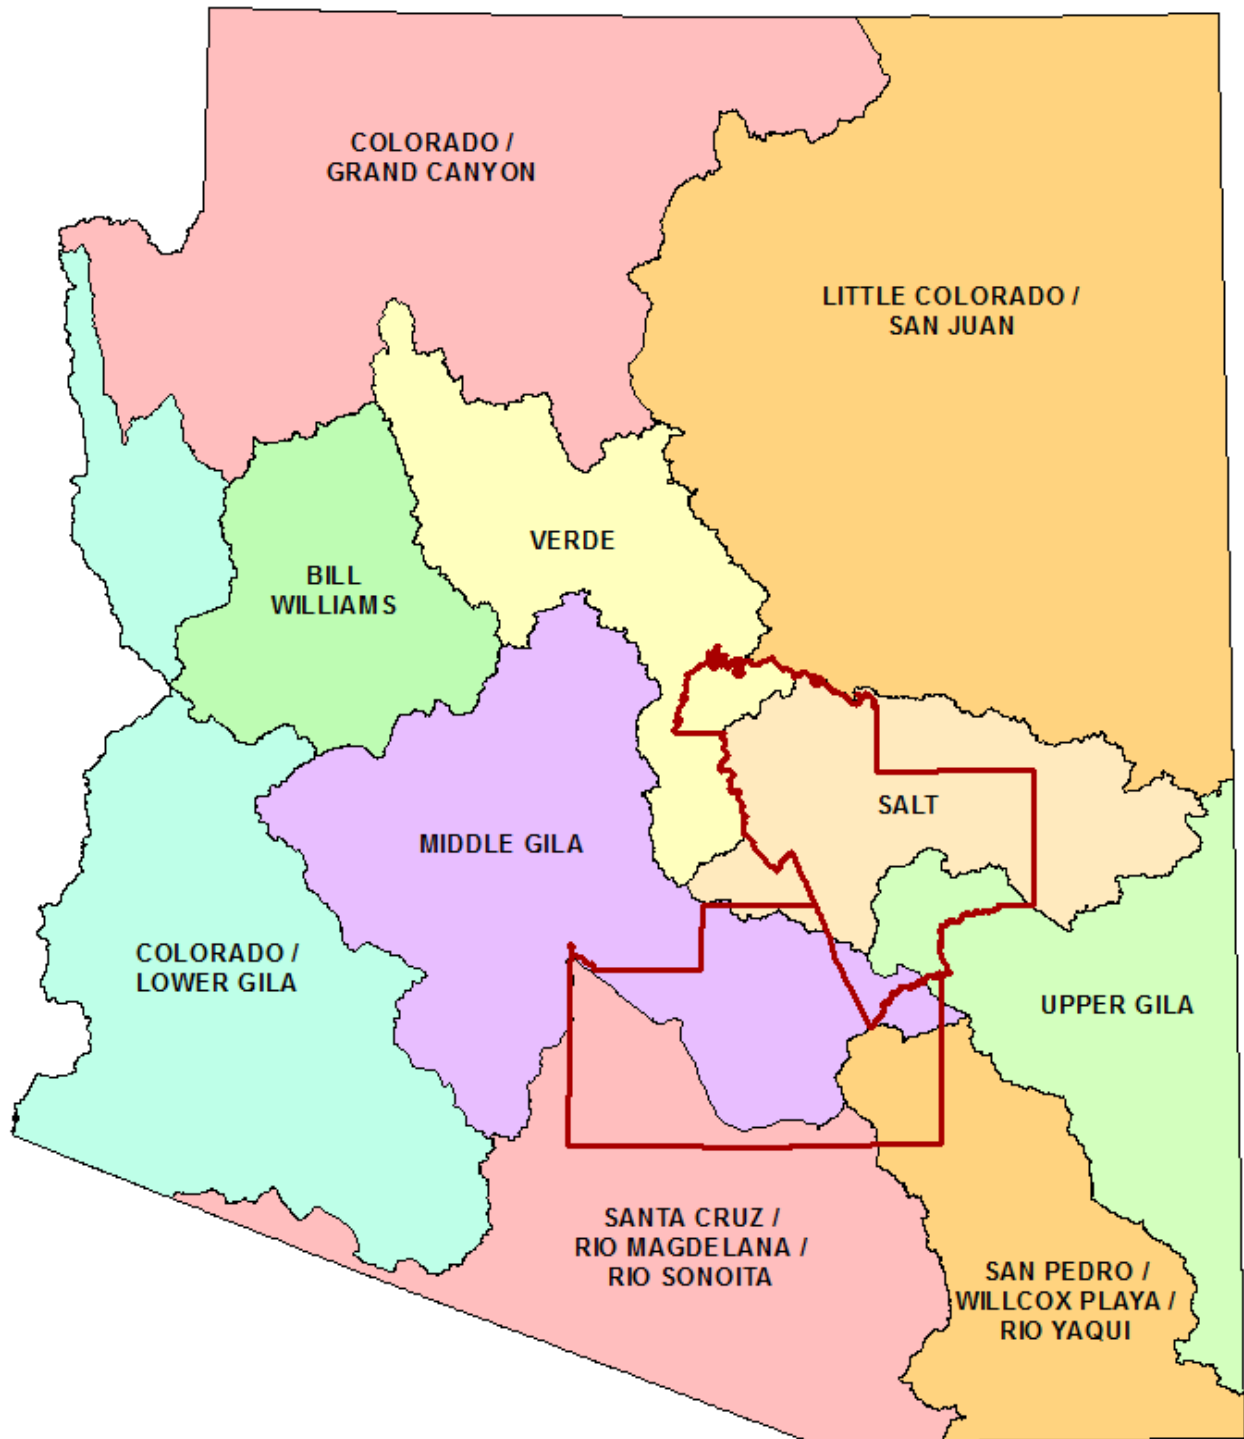 COLORADO /
GRAND CANYON
LITTLE COLORADO /
SAN JUAN
VERDE
BILL
WILLIAMS
SALT
MIDDLE GILA
COLORADO /
LOWER GILA
UPPER GILA
SANTA CRUZ /
RIO MAGDELANA /
RIO SONOITA
SAN PEDRO /
WILLCOX PLAYA /
RIO YAQUI